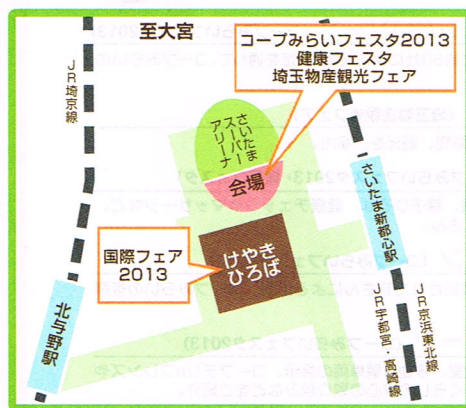 至大宮
コープみらいフェスタ2013
健康フェスタ
埼玉物産観光フェア
JR埼京線
さいたま
スーパー
アリーナ
会場
さいたま新都心駅
国際フェア
2013
けやき
ひろば
北与野駅
JR宇都宮・高崎線
JR京浜東北線